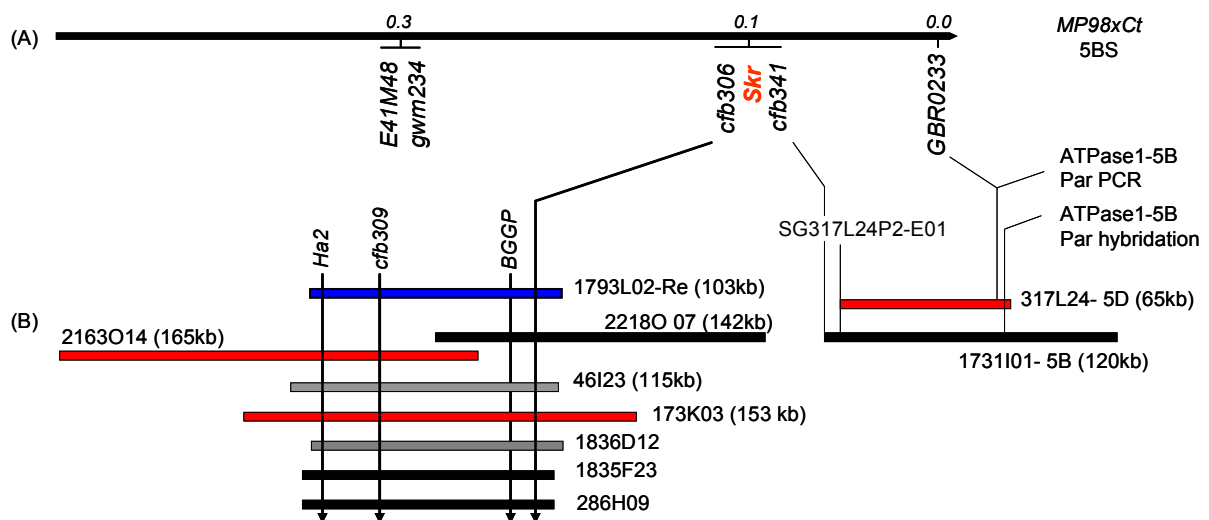 (A)
0.3
0.1
0.0
MP98xCt
5BS
E41M48
gwm234
cfb306
Skr
cfb341
GBR0233
ATPase1-5B
Par PCR
ATPase1-5B
Par hybridation
SG317L24P2-E01
Ha2
cfb309
BGGP
(B)
1793L02-Re (103kb)
317L24- 5D (65kb)
2163O14 (165kb)
2218O 07 (142kb)
1731I01- 5B (120kb)
46I23 (115kb)
173K03 (153 kb)
1836D12
1835F23
286H09